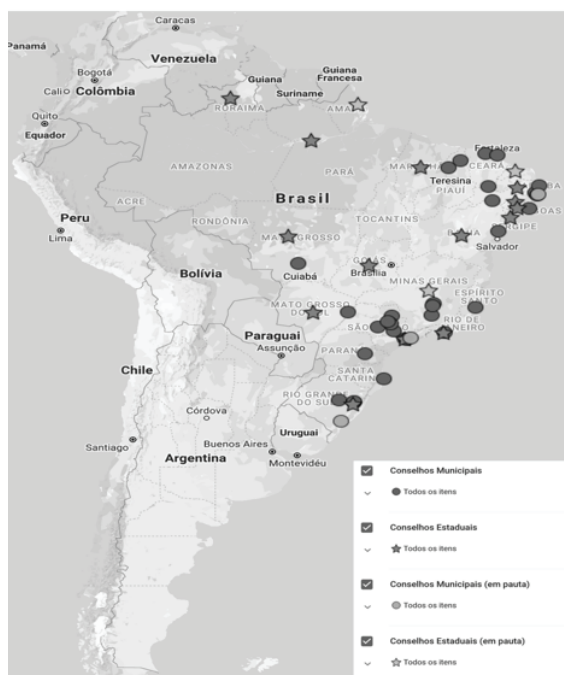 Caracas
Panamá
Venezuela
Guiana
Guiana
Francesa
Bogotá
Cali
Colômbia
Suriname
RORAIMA
AMA
Quito
Equador
Fortaleza
AMAZONAS
PARÁ
MARANHÃO
CEARÁ
Teresina
PIAUÍ
Brasil
ACRE
TOCANTINS
Peru
RONDÔNIA
BAHIA
SERGIPE
Lima
MATO GROSSO
Salvador
GOIÁS
Brasília
Bolívia
Cuiabá
MINAS GERAIS
ESPÍRITO
SANTO
MATO GROSSO
DO SUL
RIO DE
JANEIRO
SÃO PAULO
Paraguai
Assunção
PARANÁ
Chile
SANTA
CATARINA
Córdova
RIO GRANDE
DO SUL
Uruguai
Santiago
Buenos Aires
Argentina
Montevidéu
Conselhos Municipais
Todos os itens
Conselhos Estaduais
Todos os itens
Conselhos Municipais (em pauta)
Todos os itens
Conselhos Estaduais (em pauta)
Todos os itens